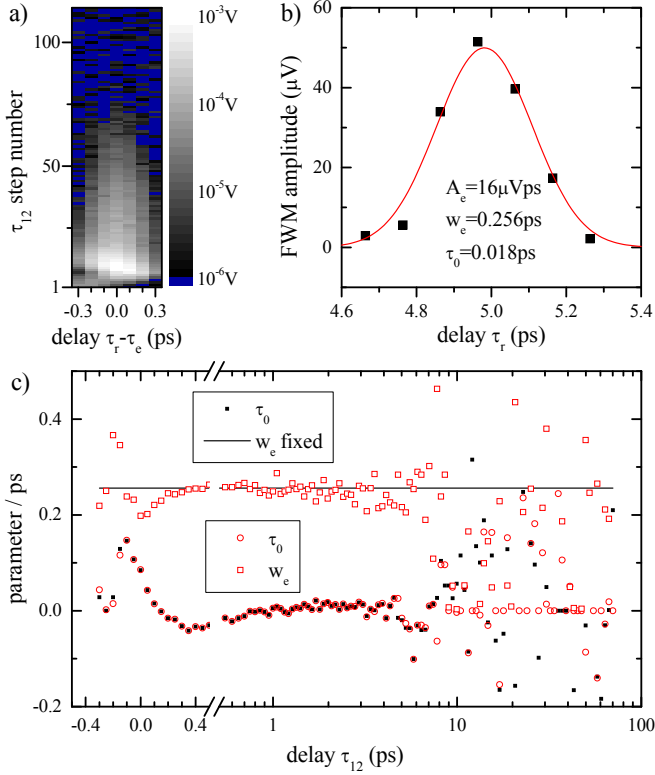 a)
10⁻³V
10⁻⁴V
10⁻⁵V
10⁻⁶V
100
50
1
τ₁₂ step number
-0.3 0.0 0.3
delay τᵣ-τₑ (ps)
b)
60
40
20
0
FWM amplitude (μV)
Aₑ=16μVps
wₑ=0.256ps
τ₀=0.018ps
4.6 4.8 5.0 5.2 5.4
delay τᵣ (ps)
c)
0.4
0.2
0.0
-0.2
parameter / ps
τ₀
wₑ fixed
τ₀
wₑ
-0.4 0.0 0.4 1 10 100
delay τ₁₂ (ps)